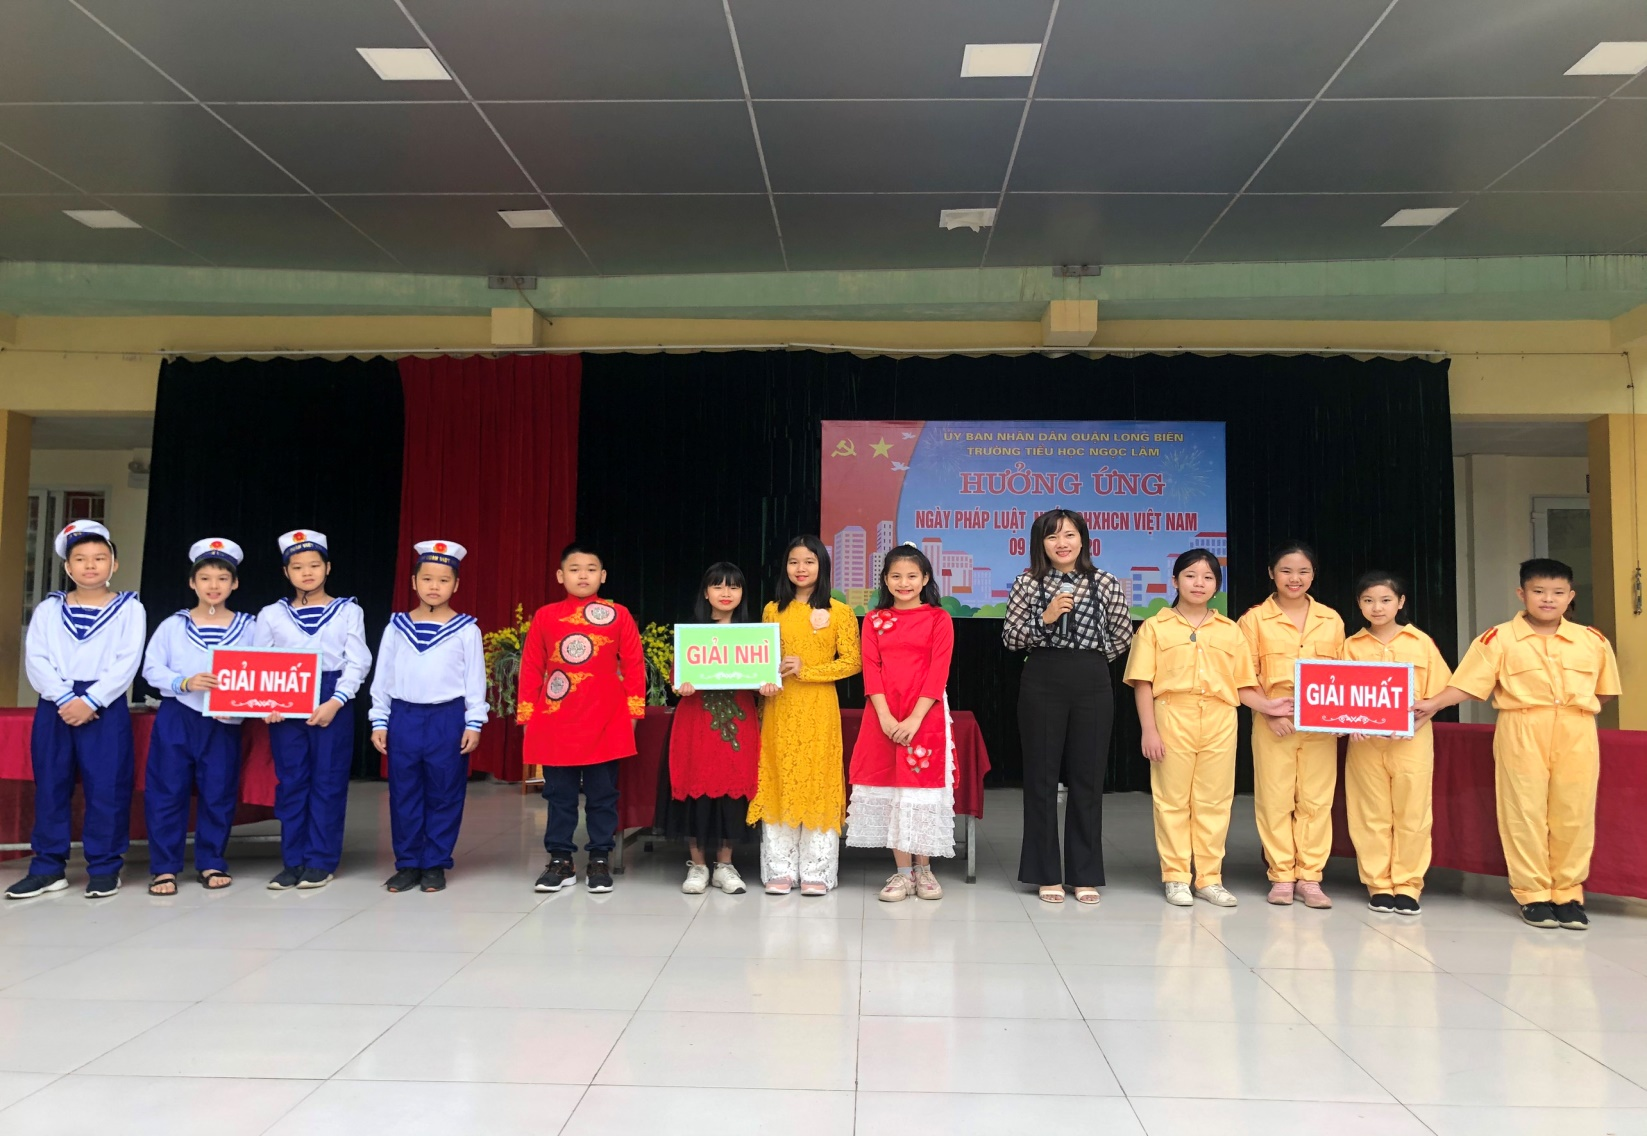 ỦY BAN NHÂN DÂN QUẬN LONG BIÊN
TRƯỜNG TIỂU HỌC NGỌC LÂM
HƯỞNG ỨNG
NGÀY PHÁP LUẬT CHXHCN VIỆT NAM
09 20
GIẢI NHẤT
GIẢI NHÌ
GIẢI NHẤT